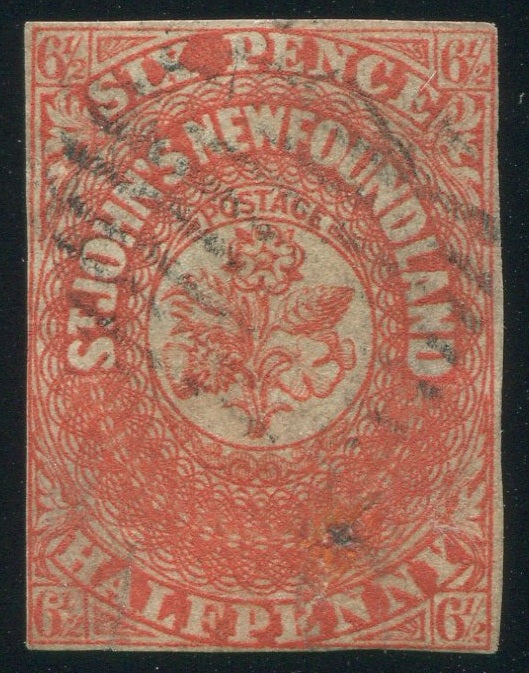 6½ SIX PENCE 6½
ST. JOHN'S NEWFOUNDLAND
POSTAGE
6½ HALFPENNY 6½